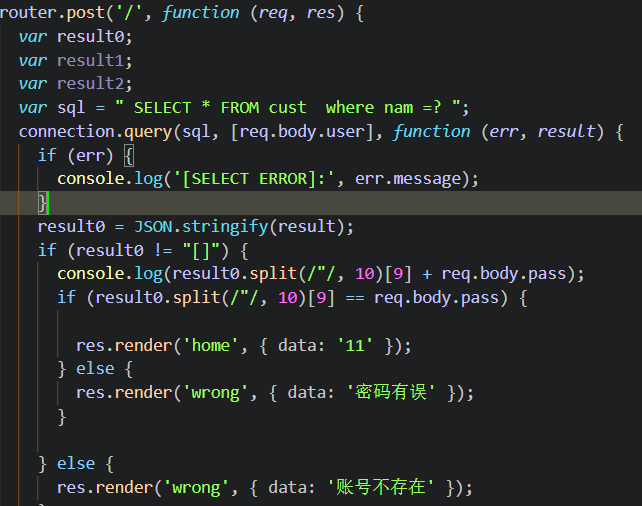 router.post('/', function (req, res) {
  var result0;
  var result1;
  var result2;
  var sql = " SELECT * FROM cust  where nam =? ";
  connection.query(sql, [req.body.user], function (err, result) {
    if (err) {
      console.log('[SELECT ERROR]:', err.message);
    }
    result0 = JSON.stringify(result);
    if (result0 != "[]") {
      console.log(result0.split(/"/, 10)[9] + req.body.pass);
      if (result0.split(/"/, 10)[9] == req.body.pass) {
        res.render('home', { data: '11' });
      } else {
        res.render('wrong', { data: '密码有误' });
      }
    } else {
      res.render('wrong', { data: '账号不存在' });